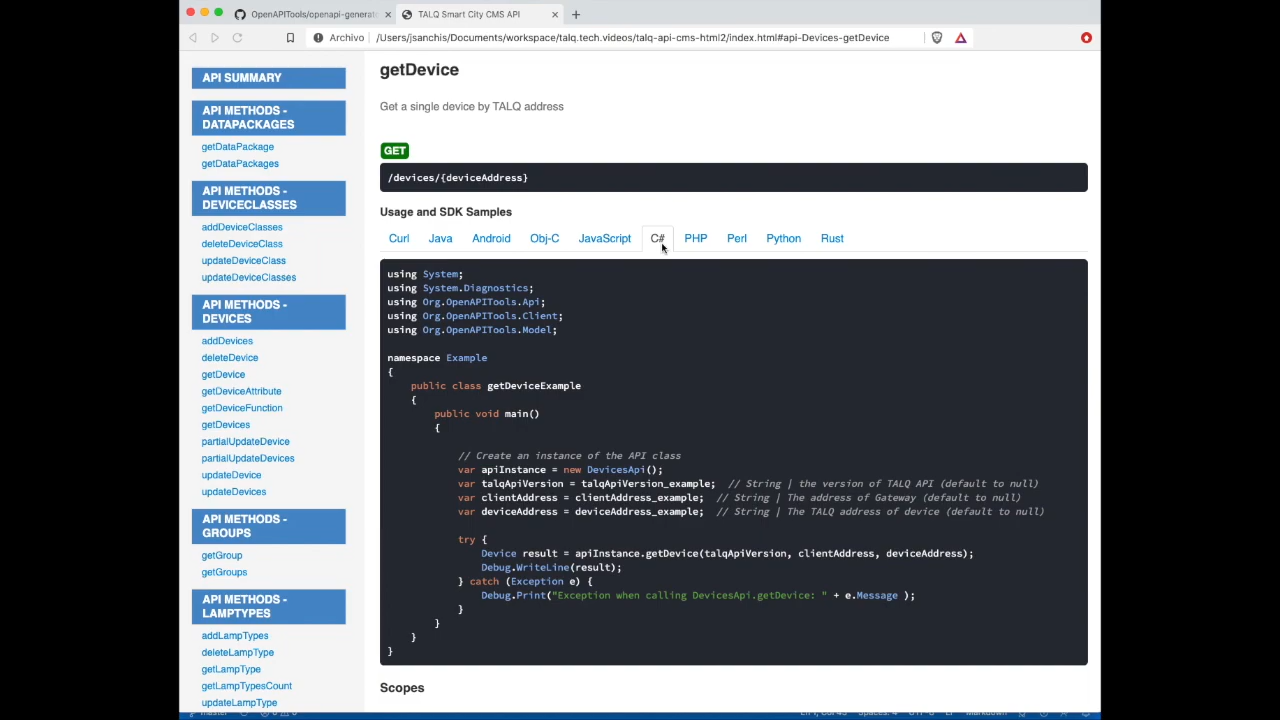 OpenAPITools/openapi-generat
TALQ Smart City CMS API
Archivo
/Users/jsanchis/Documents/workspace/talq.tech.videos/talq-api-cms-html2/index.html#api-Devices-getDevice
API SUMMARY
API METHODS -
DATAPACKAGES
getDataPackage
getDataPackages
API METHODS -
DEVICECLASSES
addDeviceClasses
deleteDeviceClass
updateDeviceClass
updateDeviceClasses
API METHODS -
DEVICES
addDevices
deleteDevice
getDevice
getDeviceAttribute
getDeviceFunction
getDevices
partialUpdateDevice
partialUpdateDevices
updateDevice
updateDevices
API METHODS -
GROUPS
getGroup
getGroups
API METHODS -
LAMPTYPES
addLampTypes
deleteLampType
getLampType
getLampTypesCount
updateLampType
getDevice
Get a single device by TALQ address
GET
/devices/{deviceAddress}
Usage and SDK Samples
Curl Java Android Obj-C JavaScript C# PHP Perl Python Rust
using System;
using System.Diagnostics;
using Org.OpenAPITools.Api;
using Org.OpenAPITools.Client;
using Org.OpenAPITools.Model;
namespace Example
{
public class getDeviceExample
{
public void main()
{
// Create an instance of the API class
var apiInstance = new DevicesApi();
var talqApiVersion = talqApiVersion_example;  // String | the version of TALQ API (default to null)
var clientAddress = clientAddress_example;  // String | The address of Gateway (default to null)
var deviceAddress = deviceAddress_example;  // String | The TALQ address of device (default to null)
try {
Device result = apiInstance.getDevice(talqApiVersion, clientAddress, deviceAddress);
Debug.WriteLine(result);
} catch (Exception e) {
Debug.Print("Exception when calling DevicesApi.getDevice: " + e.Message );
}
}
}
}
Scopes